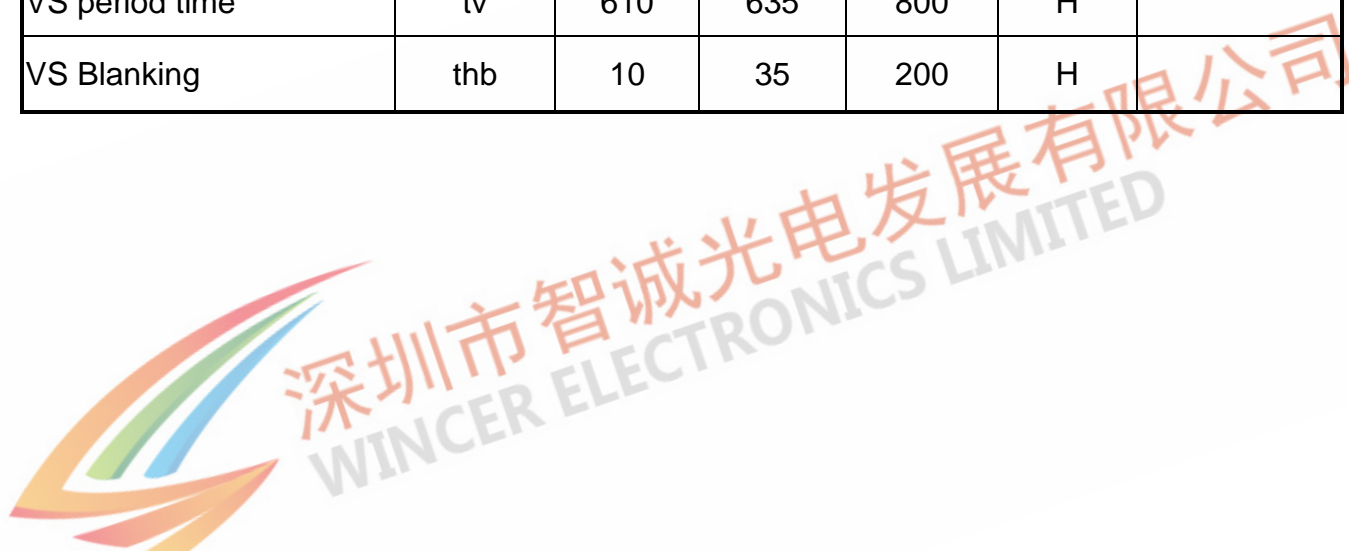 VS period time tv 610 635 800 H
VS Blanking thb 10 35 200 H
深圳市智诚光电发展有限公司
WINCER ELECTRONICS LIMITED